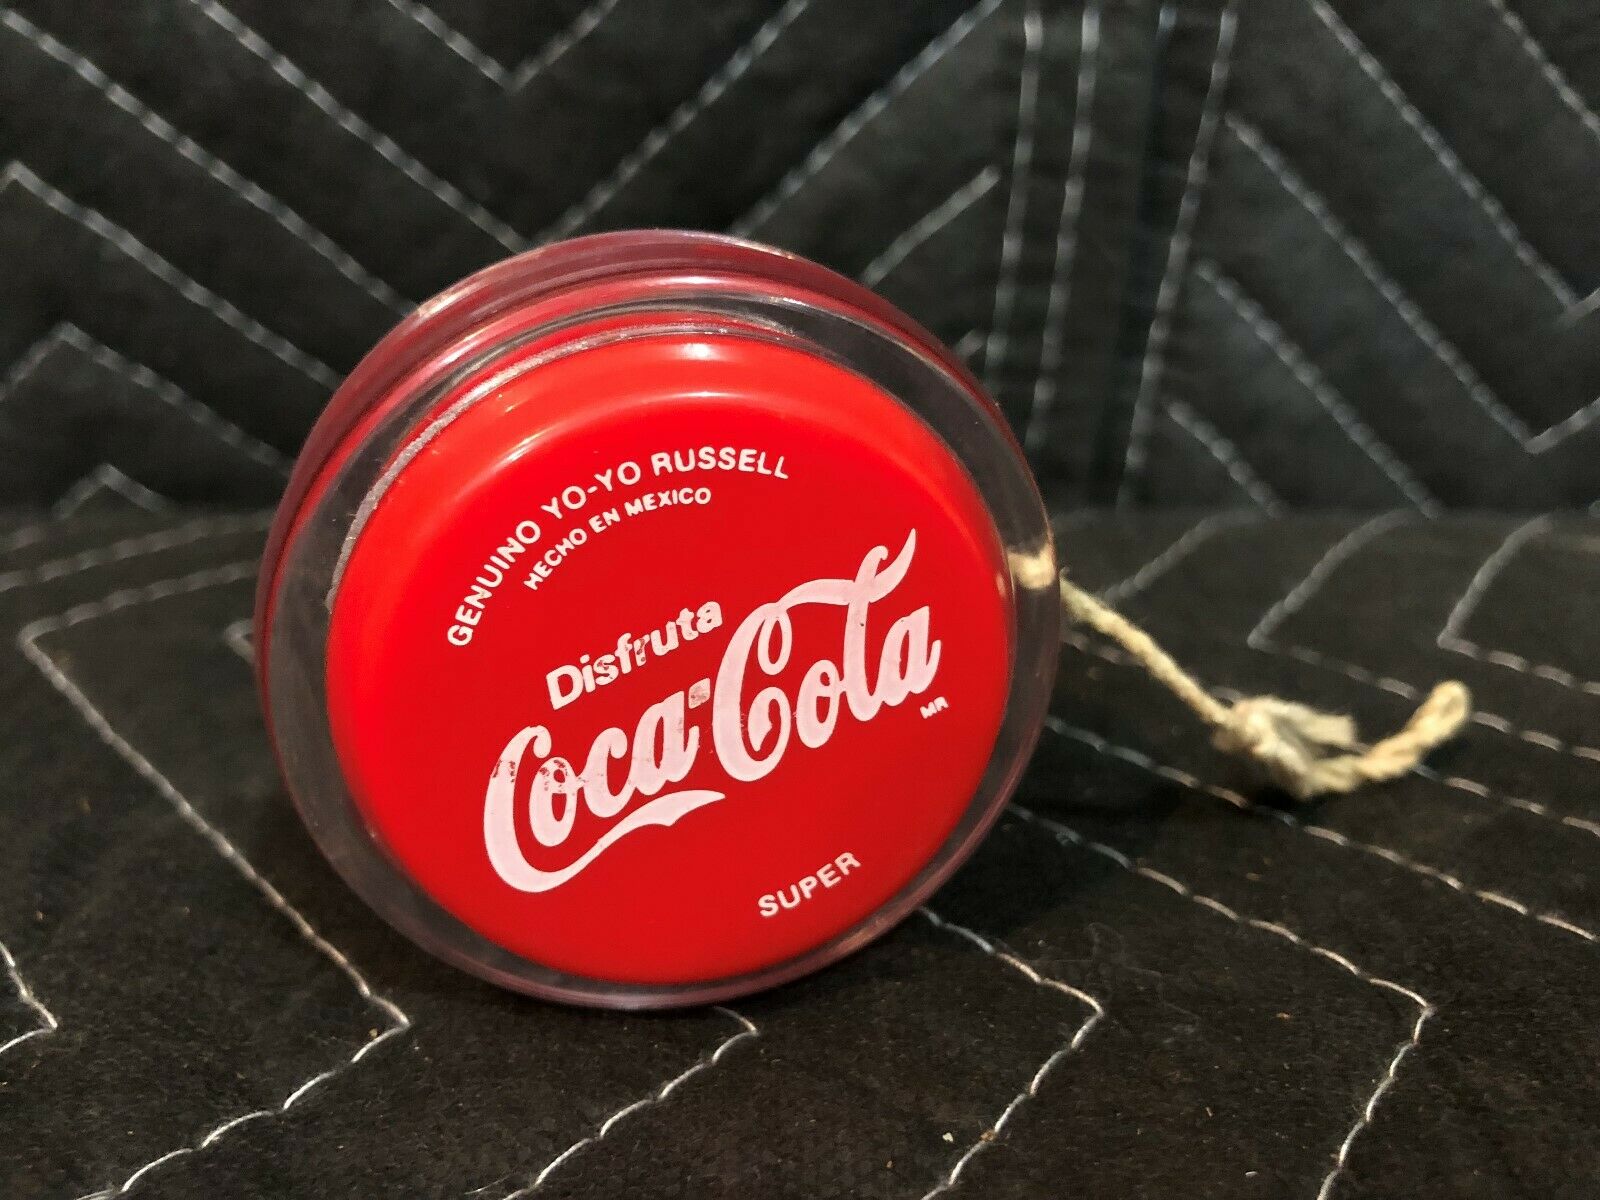 GENUINO YO-YO RUSSELL
HECHO EN MEXICO
Disfruta
Coca-Cola
MR
SUPER